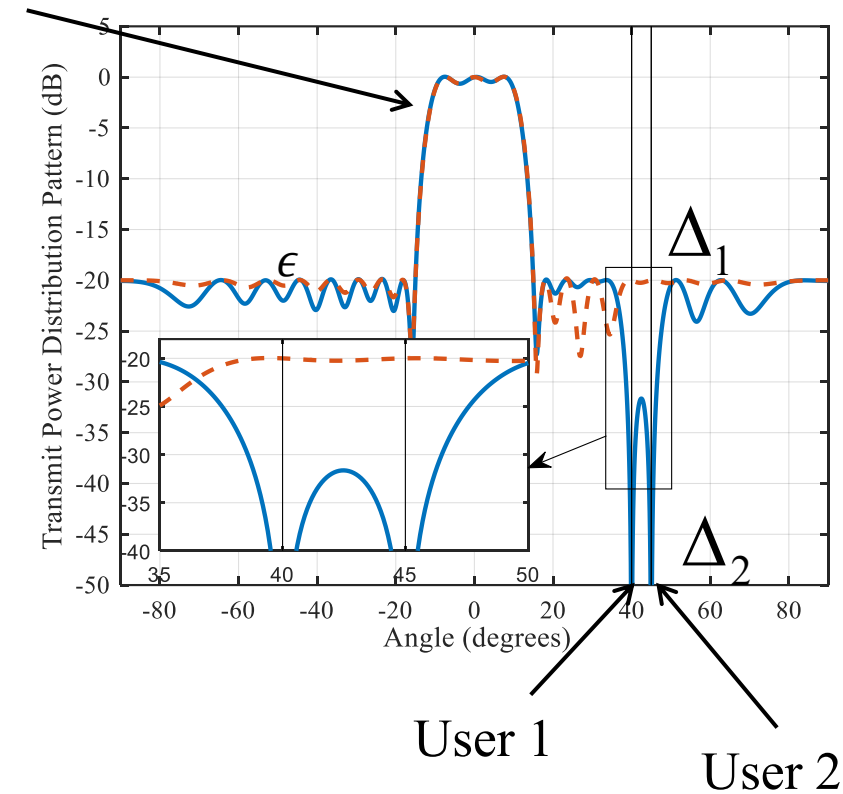 Transmit Power Distribution Pattern (dB)
5
0
-5
-10
-15
-20
-25
-30
-35
-40
-45
-50
ϵ
Δ1
Δ2
-20
-25
-30
-35
-40
35 40 45 50
-80 -60 -40 -20 0 20 40 60 80
Angle (degrees)
User 1
User 2